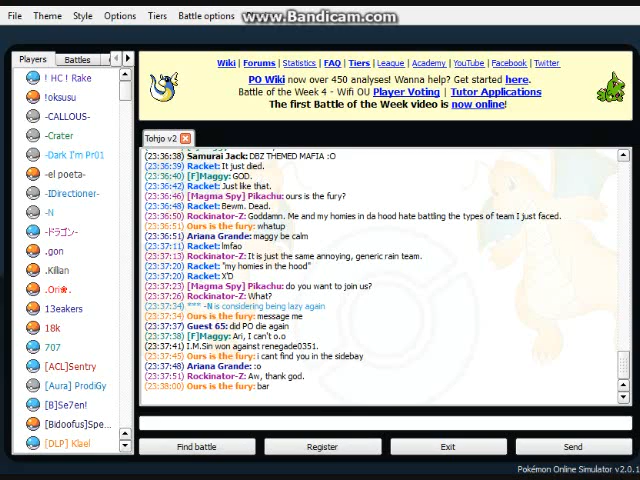 File Theme Style Options Tiers Battle options www.Bandicam.com
Players Battles
! HC ! Rake
!oksusu
-CALLOUS-
-Crater
-Dark I'm Pr01
-el poeta-
-IDirectioner-
-N
-ドラゴン-
.gon
.Killian
.Ori❀.
13eakers
18k
707
[ACL]Sentry
[Aura] ProdiGy
[B]Se7en!
[Bidoofus]Spe...
[DLP] Klael
Wiki | Forums | Statistics | FAQ | Tiers | League | Academy | YouTube | Facebook | Twitter
PO Wiki now over 450 analyses! Wanna help? Get started here.
Battle of the Week 4 - Wifi OU Player Voting | Tutor Applications
The first Battle of the Week video is now online!
Tohjo v2
(23:36:38) Samurai Jack: DBZ THEMED MAFIA :O
(23:36:39) Racket: It just died.
(23:36:40) [F]Maggy: GOD.
(23:36:42) Racket: Just like that.
(23:36:46) [Magma Spy] Pikachu: ours is the fury?
(23:36:48) Racket: Bewm. Dead.
(23:36:50) Rockinator-Z: Goddamn. Me and my homies in da hood hate battling the types of team I just faced.
(23:36:51) Ours is the fury: whatup
(23:36:51) Ariana Grande: maggy be calm
(23:37:11) Racket: lmfao
(23:37:13) Rockinator-Z: It is just the same annoying, generic rain team.
(23:37:20) Racket: "my homies in the hood"
(23:37:20) Racket: X'D
(23:37:23) [Magma Spy] Pikachu: do you want to join us?
(23:37:26) Rockinator-Z: What?
(23:37:34) *** -N is considering being lazy again
(23:37:34) Ours is the fury: message me
(23:37:37) Guest 65: did PO die again
(23:37:38) [F]Maggy: Ari, I can't o.o
(23:37:41) I.M.Sin won against renegade0351.
(23:37:45) Ours is the fury: i cant find you in the sidebay
(23:37:48) Ariana Grande: :o
(23:37:51) Rockinator-Z: Aw, thank god.
(23:38:00) Ours is the fury: bar
Find battle Register Exit Send
Pokémon Online Simulator v2.0.1